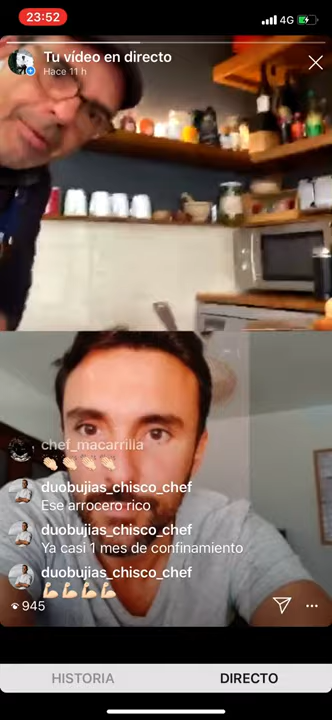 23:52
4G
Tu vídeo en directo
Hace 11 h
chef_macarrilla
👏🏻👏🏻👏🏻👏🏻
duobujias_chisco_chef
Ese arrocero rico
duobujias_chisco_chef
Ya casi 1 mes de confinamiento
duobujias_chisco_chef
💪🏻💪🏻💪🏻💪🏻
945
HISTORIA
DIRECTO